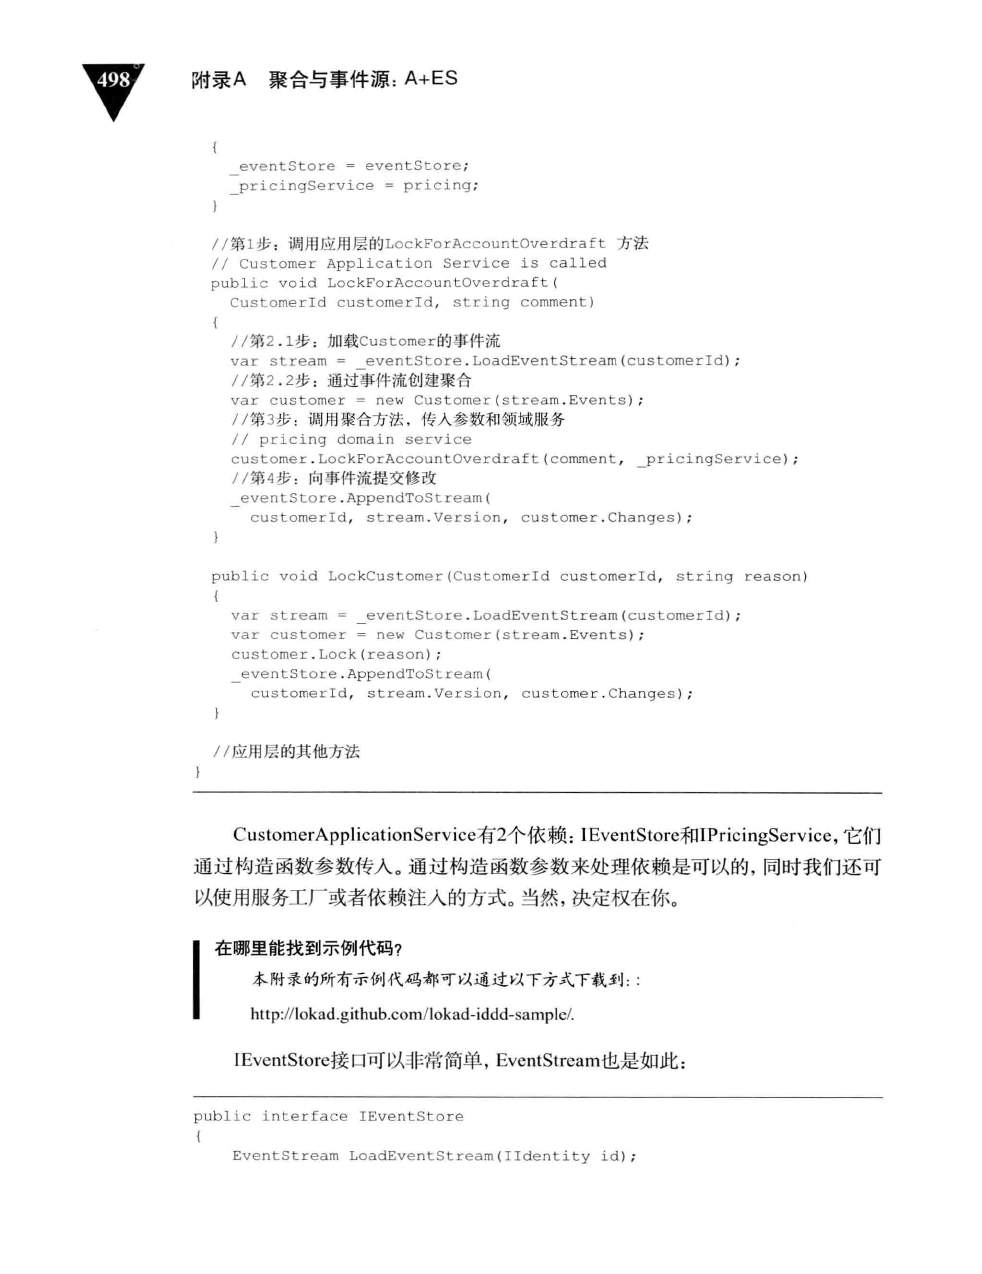 498
附录A 聚合与事件源：A+ES
{
_eventStore = eventStore;
_pricingService = pricing;
}
//第1步：调用应用层的LockForAccountOverdraft 方法
// Customer Application Service is called
public void LockForAccountOverdraft(
CustomerId customerId, string comment)
{
//第2.1步：加载Customer的事件流
var stream = _eventStore.LoadEventStream(customerId);
//第2.2步：通过事件流创建聚合
var customer = new Customer(stream.Events);
//第3步：调用聚合方法，传入参数和领域服务
// pricing domain service
customer.LockForAccountOverdraft(comment, _pricingService);
//第4步：向事件流提交修改
_eventStore.AppendToStream(
customerId, stream.Version, customer.Changes);
}
public void LockCustomer(CustomerId customerId, string reason)
{
var stream = _eventStore.LoadEventStream(customerId);
var customer = new Customer(stream.Events);
customer.Lock(reason);
_eventStore.AppendToStream(
customerId, stream.Version, customer.Changes);
}
//应用层的其他方法
}
CustomerApplicationService有2个依赖：IEventStore和IPricingService，它们
通过构造函数参数传入。通过构造函数参数来处理依赖是可以的，同时我们还可
以使用服务工厂或者依赖注入的方式。当然，决定权在你。
在哪里能找到示例代码？
本附录的所有示例代码都可以通过以下方式下载到：：
http://lokad.github.com/lokad-iddd-sample/.
IEventStore接口可以非常简单，EventStream也是如此：
public interface IEventStore
{
EventStream LoadEventStream(IIdentity id);